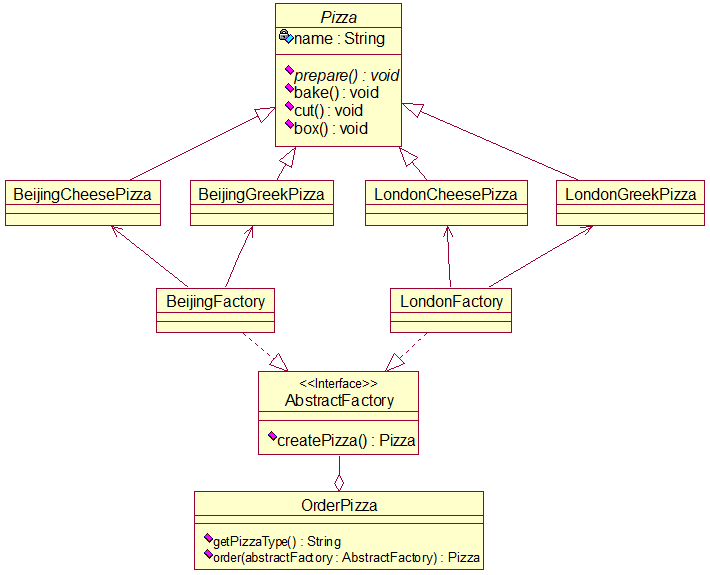 Pizza
name : String
prepare() : void
bake() : void
cut() : void
box() : void
BeijingCheesePizza
BeijingGreekPizza
LondonCheesePizza
LondonGreekPizza
BeijingFactory
LondonFactory
<<Interface>>
AbstractFactory
createPizza() : Pizza
OrderPizza
getPizzaType() : String
order(abstractFactory : AbstractFactory) : Pizza